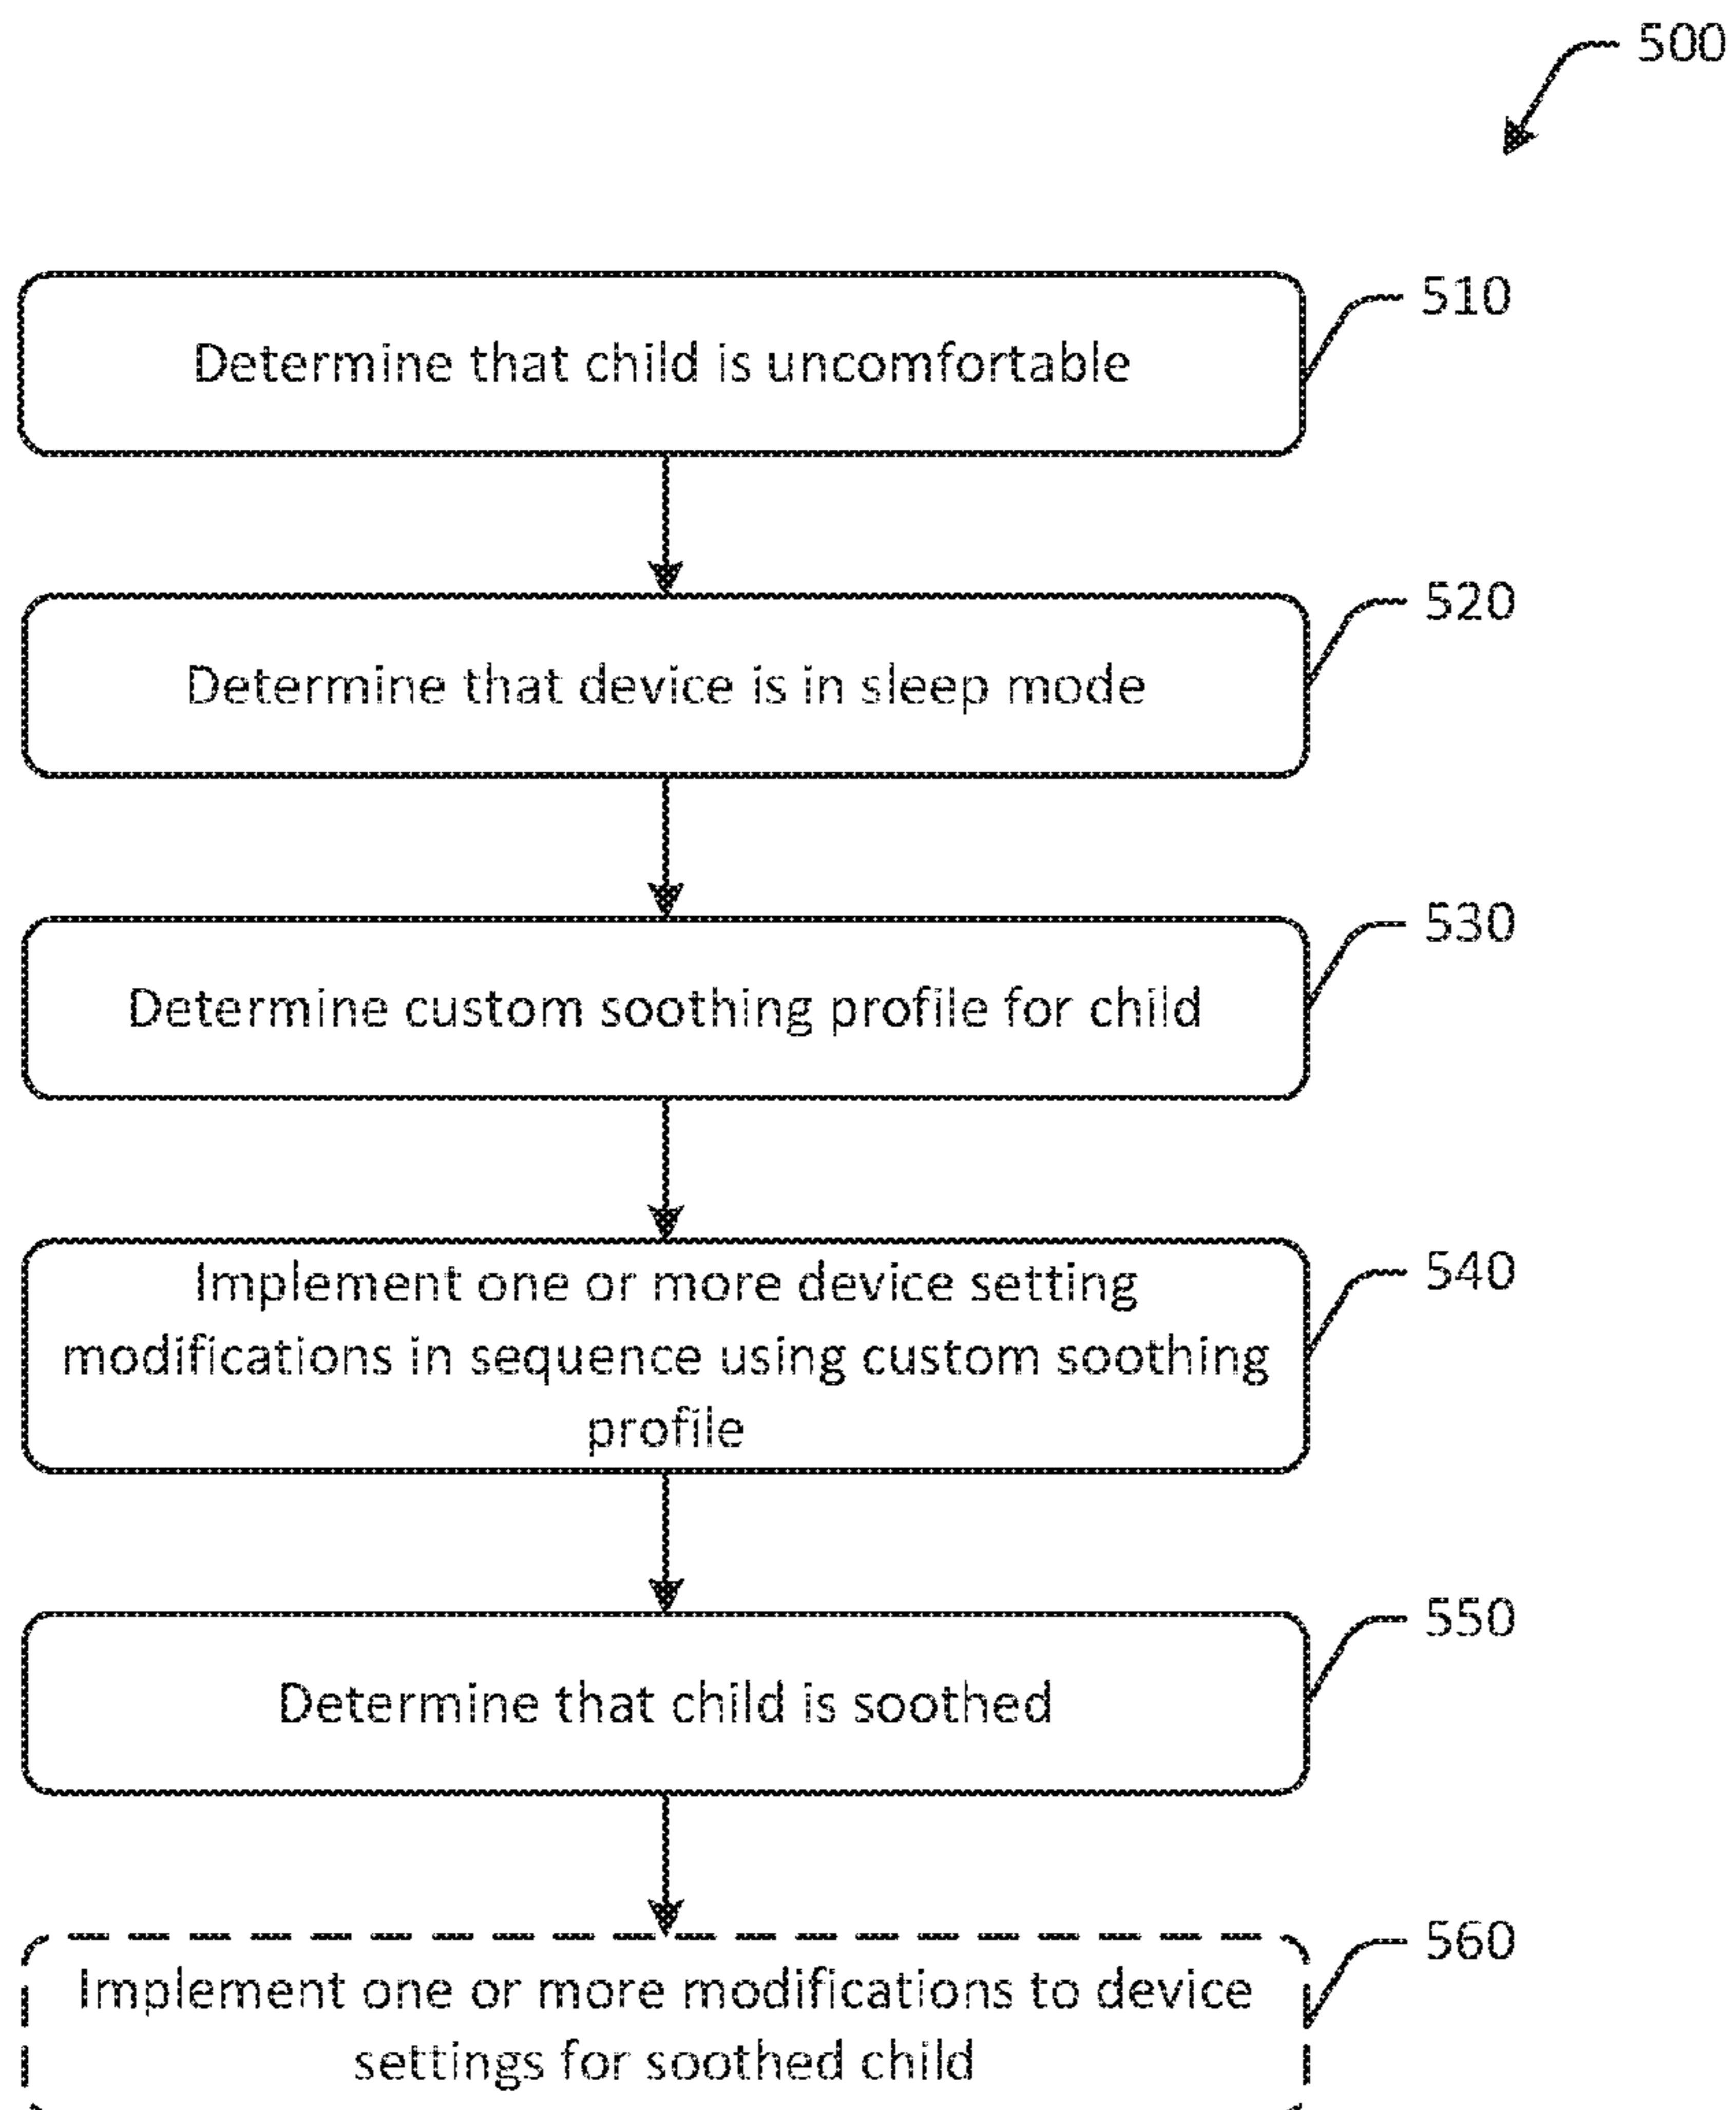 500
510
Determine that child is uncomfortable
520
Determine that device is in sleep mode
530
Determine custom soothing profile for child
540
Implement one or more device setting
modifications in sequence using custom soothing
profile
550
Determine that child is soothed
560
Implement one or more modifications to device
settings for soothed child